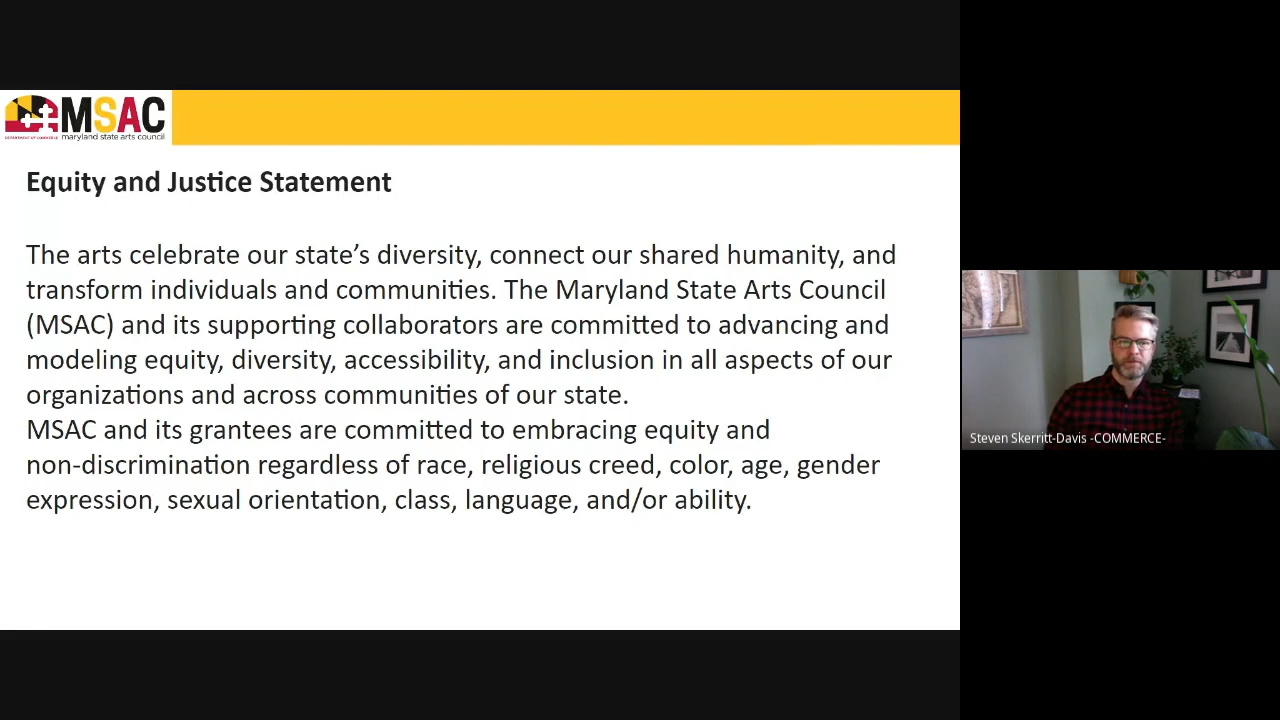 MSAC
DEPARTMENT OF COMMERCE
maryland state arts council
Equity and Justice Statement
The arts celebrate our state’s diversity, connect our shared humanity, and
transform individuals and communities. The Maryland State Arts Council
(MSAC) and its supporting collaborators are committed to advancing and
modeling equity, diversity, accessibility, and inclusion in all aspects of our
organizations and across communities of our state.
MSAC and its grantees are committed to embracing equity and
non-discrimination regardless of race, religious creed, color, age, gender
expression, sexual orientation, class, language, and/or ability.
Steven Skerritt-Davis -COMMERCE-